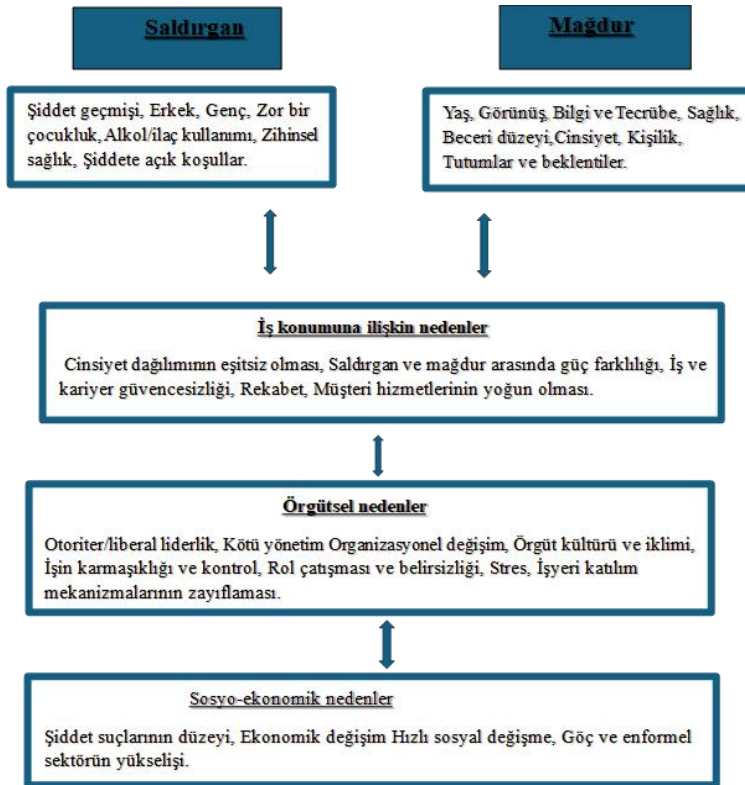 Saldırgan
Mağdur
Şiddet geçmişi, Erkek, Genç, Zor bir
çocukluk, Alkol/ilaç kullanımı, Zihinsel
sağlık, Şiddete açık koşullar.
Yaş, Görünüş, Bilgi ve Tecrübe, Sağlık,
Beceri düzeyi,Cinsiyet, Kişilik,
Tutumlar ve beklentiler.
İş konumuna ilişkin nedenler
Cinsiyet dağılımının eşitsiz olması, Saldırgan ve mağdur arasında güç farklılığı, İş ve
kariyer güvencesizliği, Rekabet, Müşteri hizmetlerinin yoğun olması.
Örgütsel nedenler
Otoriter/liberal liderlik, Kötü yönetim Organizasyonel değişim, Örgüt kültürü ve iklimi,
İşin karmaşıklığı ve kontrol, Rol çatışması ve belirsizliği, Stres, İşyeri katılım
mekanizmalarının zayıflaması.
Sosyo-ekonomik nedenler
Şiddet suçlarının düzeyi, Ekonomik değişim Hızlı sosyal değişme, Göç ve enformel
sektörün yükselişi.